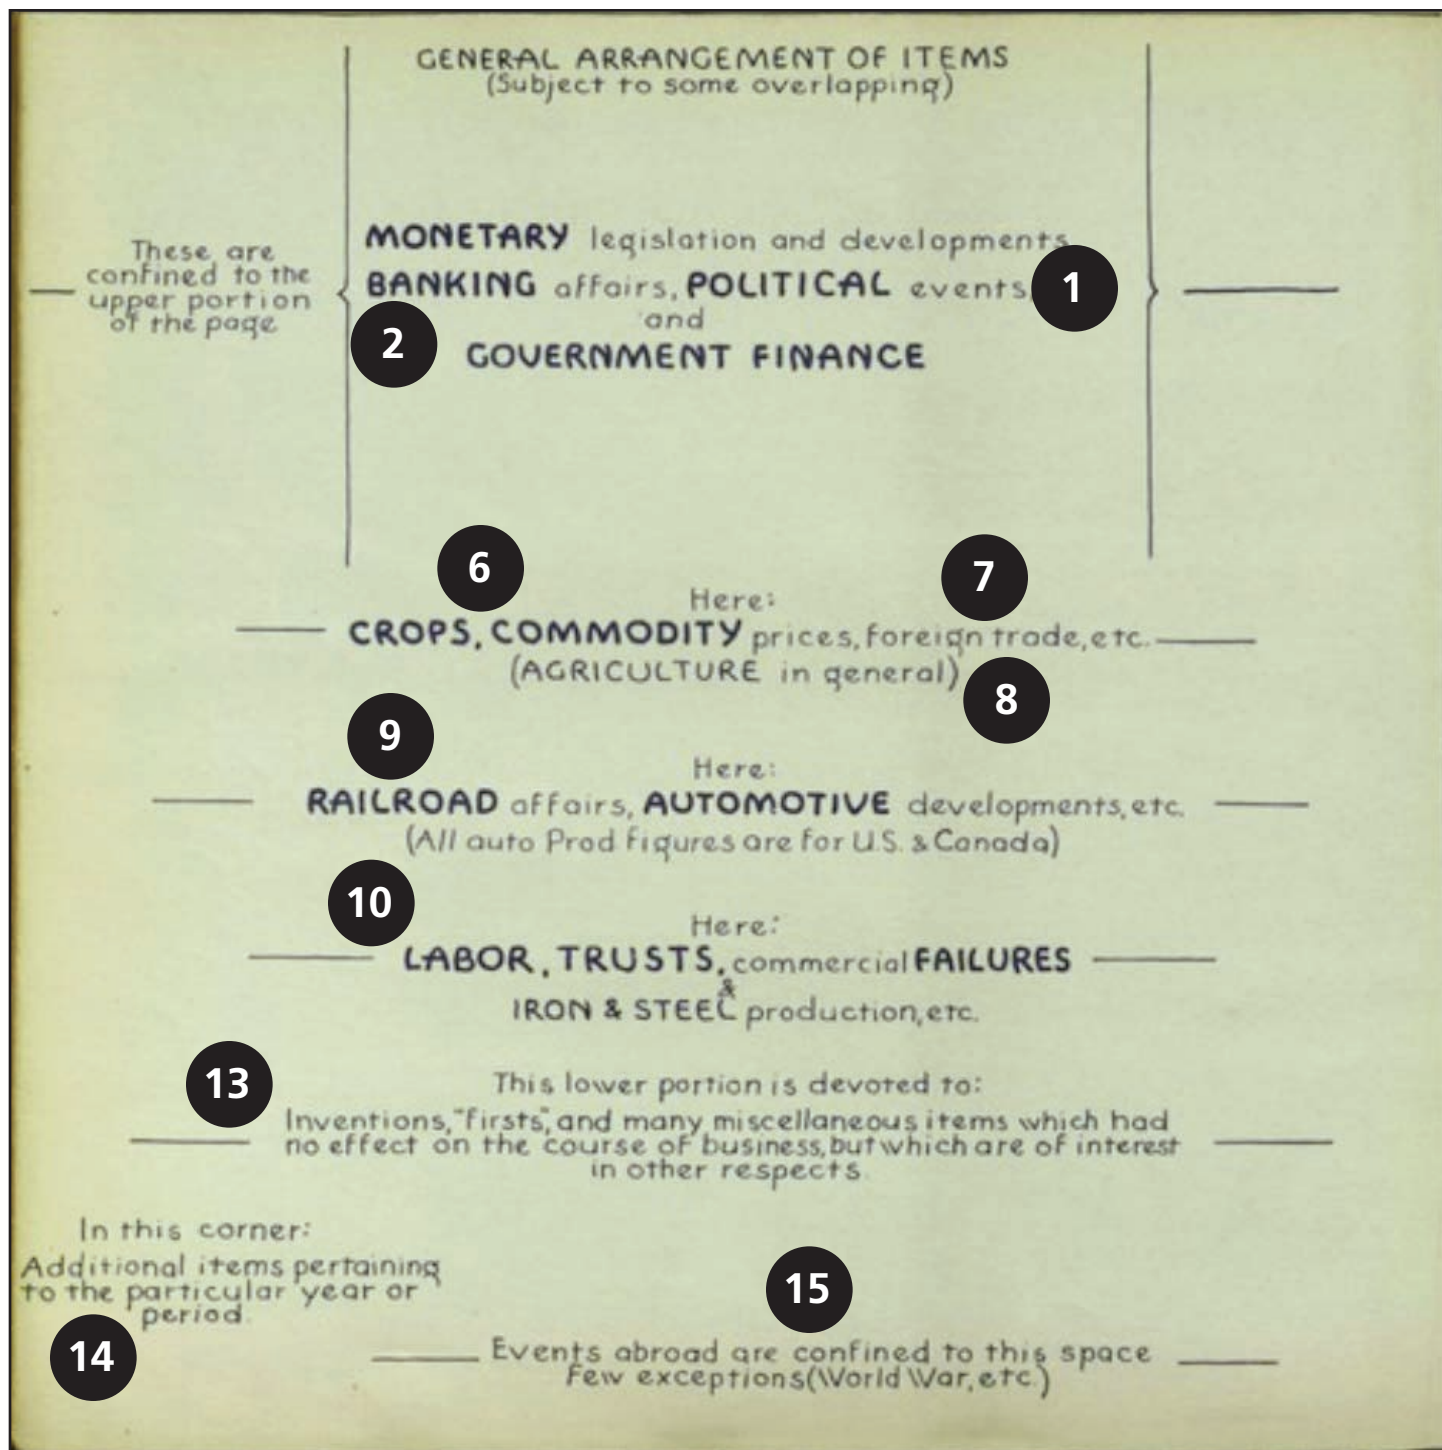 GENERAL ARRANGEMENT OF ITEMS
(Subject to some overlapping)
These are
confined to the
upper portion
of the page
MONETARY legislation and developments
BANKING affairs, POLITICAL events
1
and
2
GOVERNMENT FINANCE
6
7
Here:
CROPS, COMMODITY prices, foreign trade, etc.
(AGRICULTURE in general)
8
9
Here:
RAILROAD affairs, AUTOMOTIVE developments, etc.
(All auto Prod figures are for U.S. & Canada)
10
Here:
LABOR, TRUSTS, commercial FAILURES
&
IRON & STEEL production, etc.
13
This lower portion is devoted to:
Inventions, "firsts", and many miscellaneous items which had
no effect on the course of business, but which are of interest
in other respects.
In this corner:
Additional items pertaining
to the particular year or
period.
14
15
Events abroad are confined to this space
Few exceptions (World War, etc.)